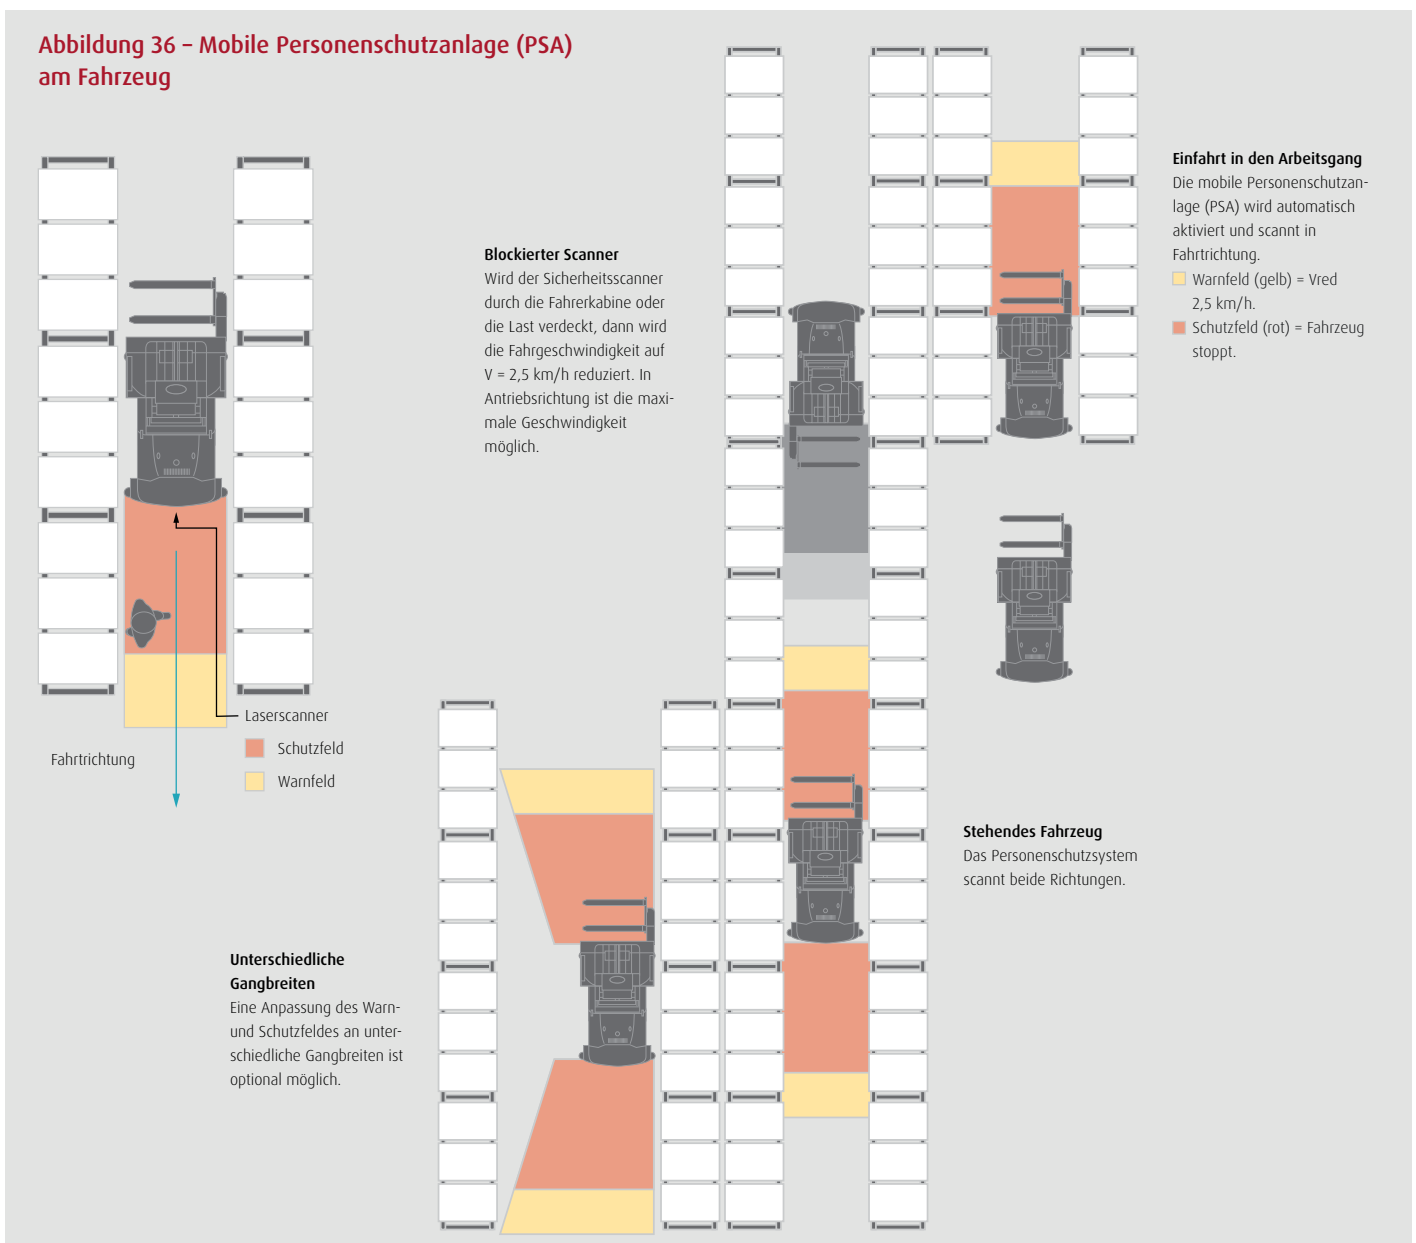 Abbildung 36 – Mobile Personenschutzanlage (PSA)
am Fahrzeug
Blockierter Scanner
Wird der Sicherheitsscanner
durch die Fahrerkabine oder
die Last verdeckt, dann wird
die Fahrgeschwindigkeit auf
V = 2,5 km/h reduziert. In
Antriebsrichtung ist die maxi-
male Geschwindigkeit
möglich.
Einfahrt in den Arbeitsgang
Die mobile Personenschutzan-
lage (PSA) wird automatisch
aktiviert und scannt in
Fahrtrichtung.
Warnfeld (gelb) = Vred
2,5 km/h.
Schutzfeld (rot) = Fahrzeug
stoppt.
Laserscanner
Schutzfeld
Warnfeld
Fahrtrichtung
Stehendes Fahrzeug
Das Personenschutzsystem
scannt beide Richtungen.
Unterschiedliche
Gangbreiten
Eine Anpassung des Warn-
und Schutzfeldes an unter-
schiedliche Gangbreiten ist
optional möglich.